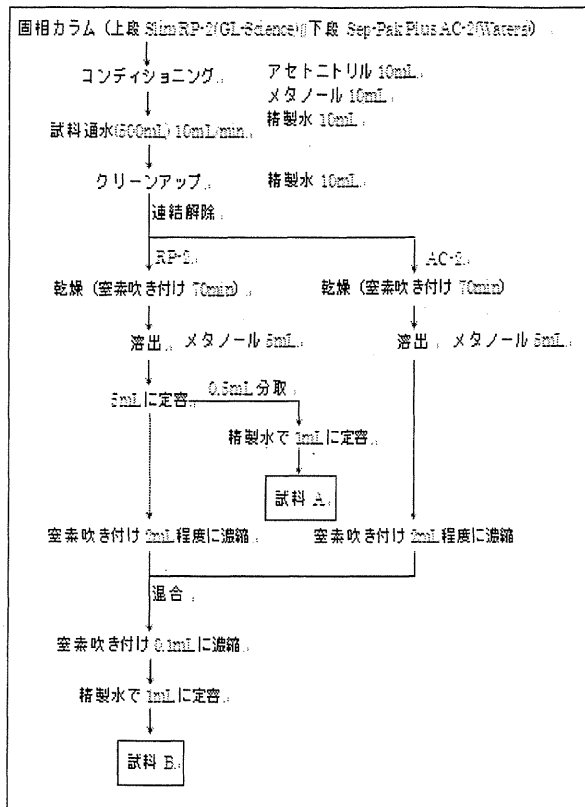 固相カラム (上段 SlimRP-2(GL-Science) 下段 Sep-Pak Plus AC-2(Waters))
コンディショニング アセトニトリル 10mL
メタノール 10mL
精製水 10mL
試料通水(500mL) 10mL/min
クリーンアップ 精製水 10mL
連結解除
RP-2 AC-2
乾燥 (窒素吹き付け 70min) 乾燥 (窒素吹き付け 70min)
溶出 メタノール 5mL 溶出 メタノール 5mL
5mLに定容 0.5mL分取
精製水で 1mLに定容
試料 A
窒素吹き付け 2mL程度に濃縮 窒素吹き付け 2mL程度に濃縮
混合
窒素吹き付け 0.1mLに濃縮
精製水で 1mLに定容
試料 B